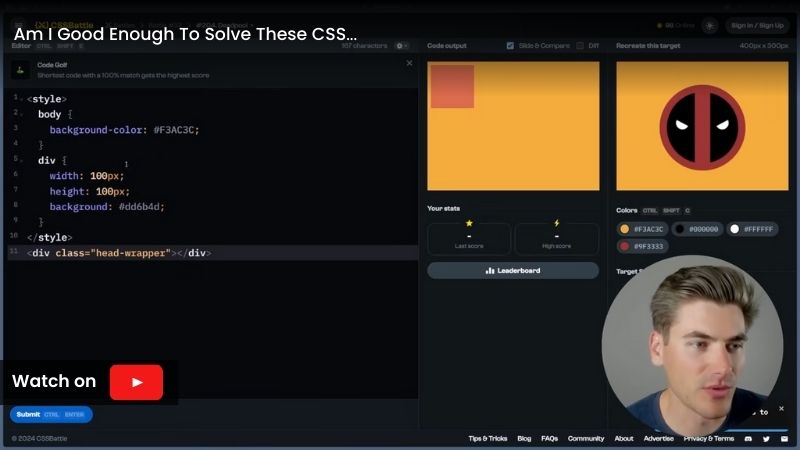 Am I Good Enough To Solve These CSS...
{X} CSSBattle
#204 Deadpool
98 Online
Sign In / Sign Up
Editor CTRL SHIFT E
167 characters
Code output
Slide & Compare
Diff
Recreate this target
400px x 300px
Code Golf
Shortest code with a 100% match gets the highest score
1 <style>
2 body {
3 background-color: #F3AC3C;
4 }
5 div {
6 width: 100px;
7 height: 100px;
8 background: #dd6b4d;
9 }
10 </style>
11 <div class="head-wrapper"></div>
Your stats
-
Last score
-
High score
Leaderboard
Colors CTRL SHIFT C
#F3AC3C
#000000
#FFFFFF
#9F3333
Watch on
Submit CTRL ENTER
© 2024 CSSBattle
Tips & Tricks
Blog
FAQs
Community
About
Advertise
Privacy & Terms